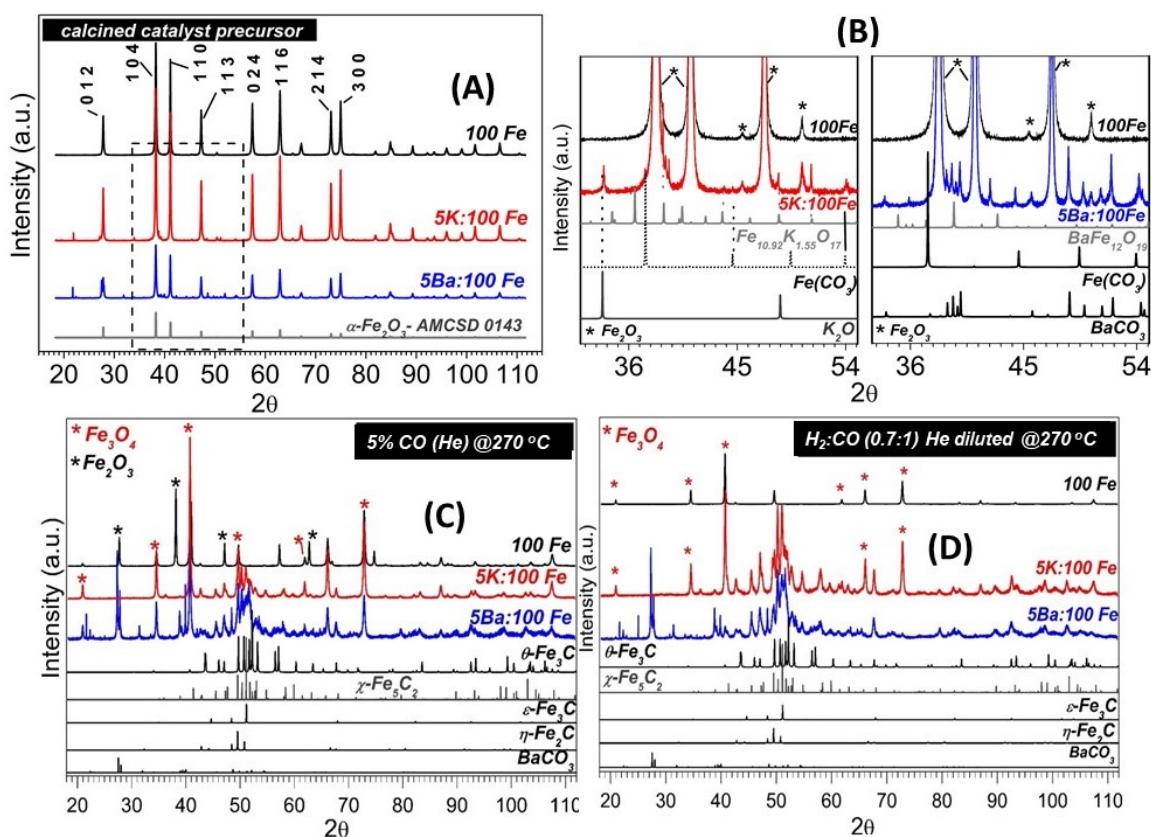 calcined catalyst precursor
0 1 2
1 0 4
1 1 0
1 1 3
0 2 4
1 1 6
2 1 4
3 0 0
(A)
100 Fe
5K:100 Fe
5Ba:100 Fe
α-Fe2O3- AMCSD 0143
Intensity (a.u.)
20 30 40 50 60 70 80 90 100 110
2θ
(B)
* * * *
100Fe
5K:100Fe
Fe10.92K1.55O17
Fe(CO3)
* Fe2O3
K2O
Intensity (a.u.)
36 45 54
2θ
* * * *
100Fe
5Ba:100Fe
BaFe12O19
Fe(CO3)
* Fe2O3
BaCO3
36 45 54
2θ
* Fe3O4
* Fe2O3
5% CO (He) @270 °C
* * * * * * * * * * *
(C)
100 Fe
5K:100 Fe
5Ba:100 Fe
θ-Fe3C
χ-Fe5C2
ε-Fe3C
η-Fe2C
BaCO3
Intensity (a.u.)
20 30 40 50 60 70 80 90 100 110
2θ
* Fe3O4
H2:CO (0.7:1) He diluted @270 °C
* * * * * *
100 Fe
* * * *
(D)
5K:100 Fe
5Ba:100 Fe
θ-Fe3C
χ-Fe5C2
ε-Fe3C
η-Fe2C
BaCO3
Intensity (a.u.)
20 30 40 50 60 70 80 90 100 110
2θ